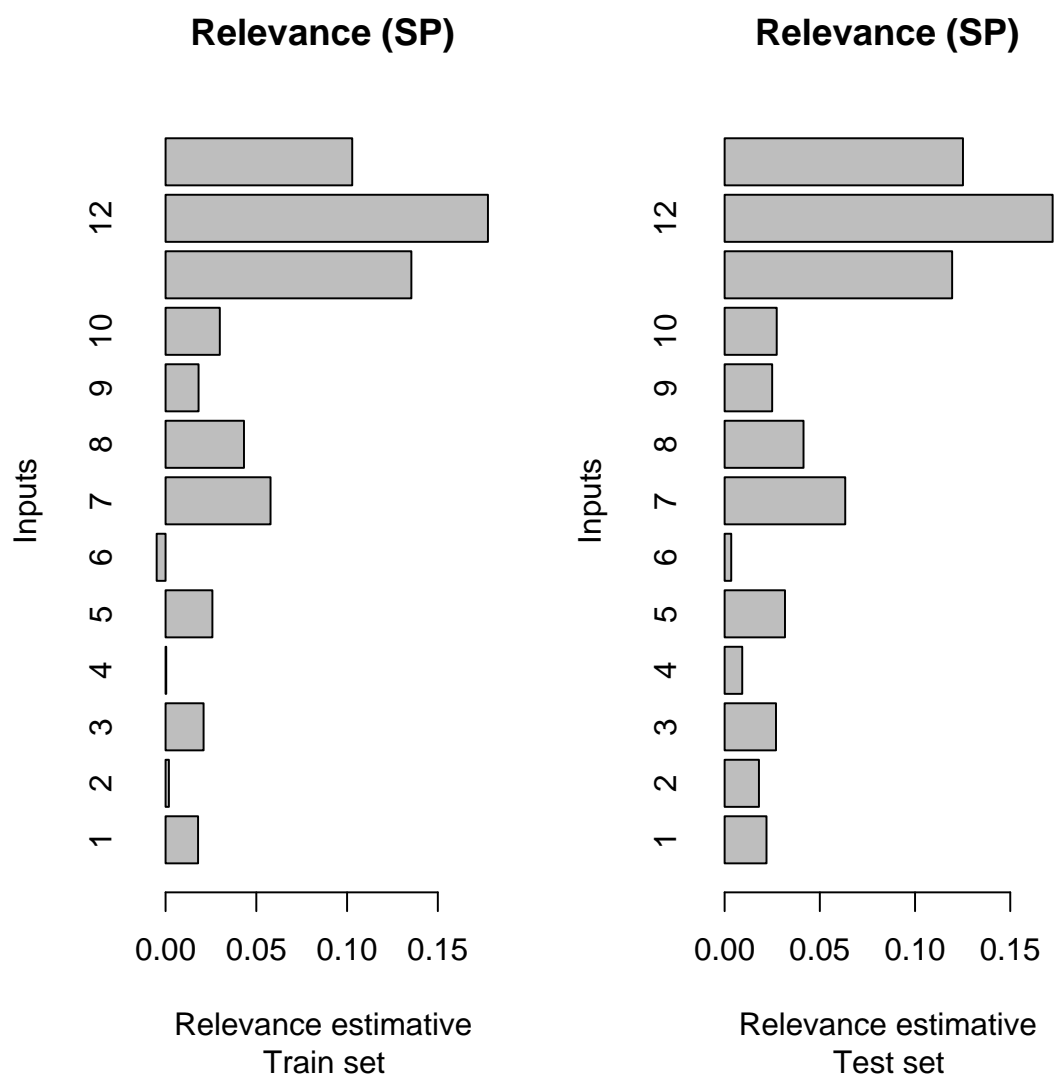 Relevance (SP)
12
10
9
8
7
6
5
4
3
2
1
Inputs
0.00 0.05 0.10 0.15
Relevance estimative
Train set
Relevance (SP)
12
10
9
8
7
6
5
4
3
2
1
Inputs
0.00 0.05 0.10 0.15
Relevance estimative
Test set